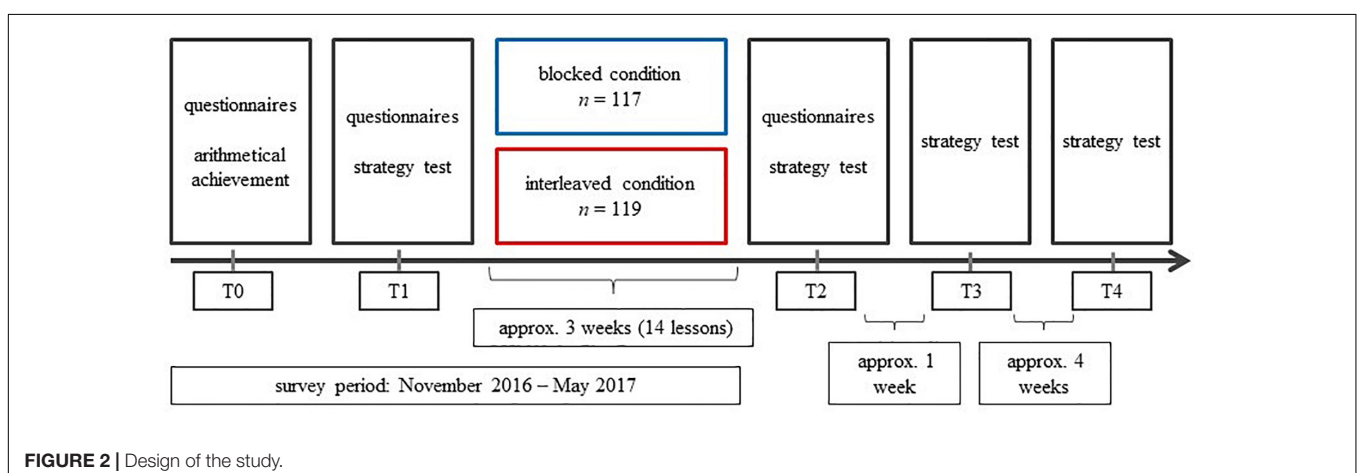 questionnaires
arithmetical
achievement
questionnaires
strategy test
blocked condition
n = 117
interleaved condition
n = 119
questionnaires
strategy test
strategy test
strategy test
T0
T1
T2
T3
T4
approx. 3 weeks (14 lessons)
approx. 1
week
approx. 4
weeks
survey period: November 2016 – May 2017
FIGURE 2 | Design of the study.